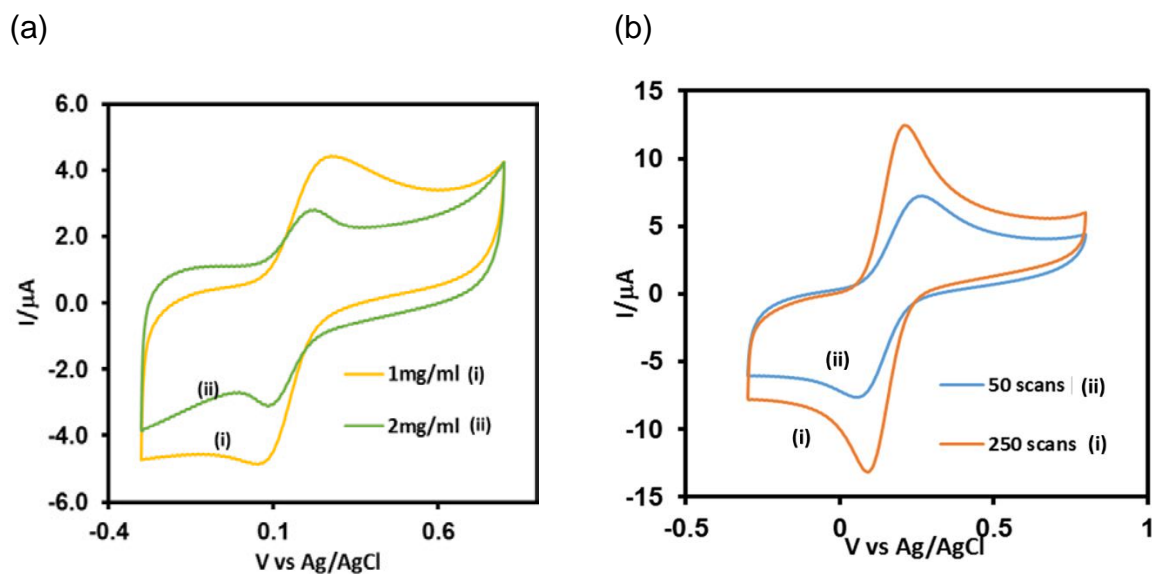 (a)
6.0
4.0
2.0
0.0
-2.0
-4.0
-6.0
I/μA
(ii)
(i)
1mg/ml (i)
2mg/ml (ii)
-0.4
0.1
0.6
V vs Ag/AgCl
(b)
15
10
5
0
-5
-10
-15
I/μA
(ii)
(i)
50 scans (ii)
250 scans (i)
-0.5
0
0.5
1
V vs Ag/AgCl